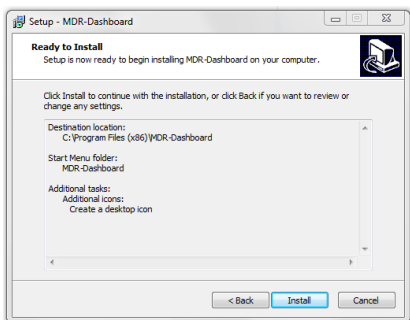 Setup - MDR-Dashboard
Ready to Install
Setup is now ready to begin installing MDR-Dashboard on your computer.
Click Install to continue with the installation, or click Back if you want to review or
change any settings.
Destination location:
C:\Program Files (x86)\MDR-Dashboard
Start Menu folder:
MDR-Dashboard
Additional tasks:
Additional icons:
Create a desktop icon
< Back Install Cancel